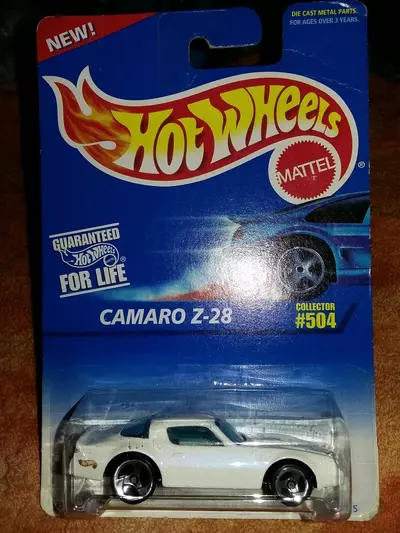 NEW!
DIE CAST METAL PARTS.
FOR AGES OVER 3 YEARS.
HOT WHEELS
®
MATTEL
GUARANTEED
HOT WHEELS
FOR LIFE
CAMARO Z-28
COLLECTOR
#504
5